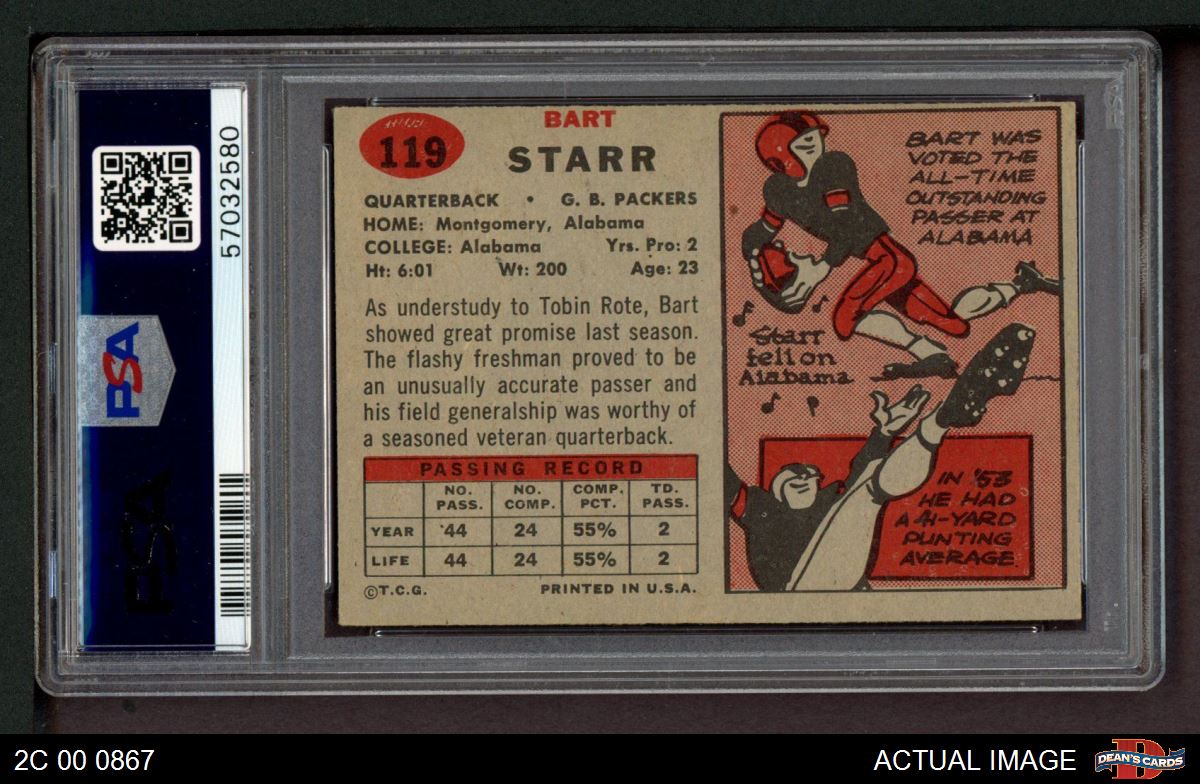 57032580
PSA
PSA
119
BART
STARR
QUARTERBACK • G. B. PACKERS
HOME: Montgomery, Alabama
COLLEGE: Alabama Yrs. Pro: 2
Ht: 6:01 Wt: 200 Age: 23
As understudy to Tobin Rote, Bart
showed great promise last season.
The flashy freshman proved to be
an unusually accurate passer and
his field generalship was worthy of
a seasoned veteran quarterback.
PASSING RECORD
NO. PASS. NO. COMP. COMP. PCT. TD. PASS.
YEAR 44 24 55% 2
LIFE 44 24 55% 2
©T.C.G. PRINTED IN U.S.A.
BART WAS
VOTED THE
ALL-TIME
OUTSTANDING
PASSER AT
ALABAMA
Starr
fell on
Alabama
IN '53
HE HAD
A 41-YARD
PUNTING
AVERAGE.
2C 00 0867
ACTUAL IMAGE
D
DEAN'S CARDS